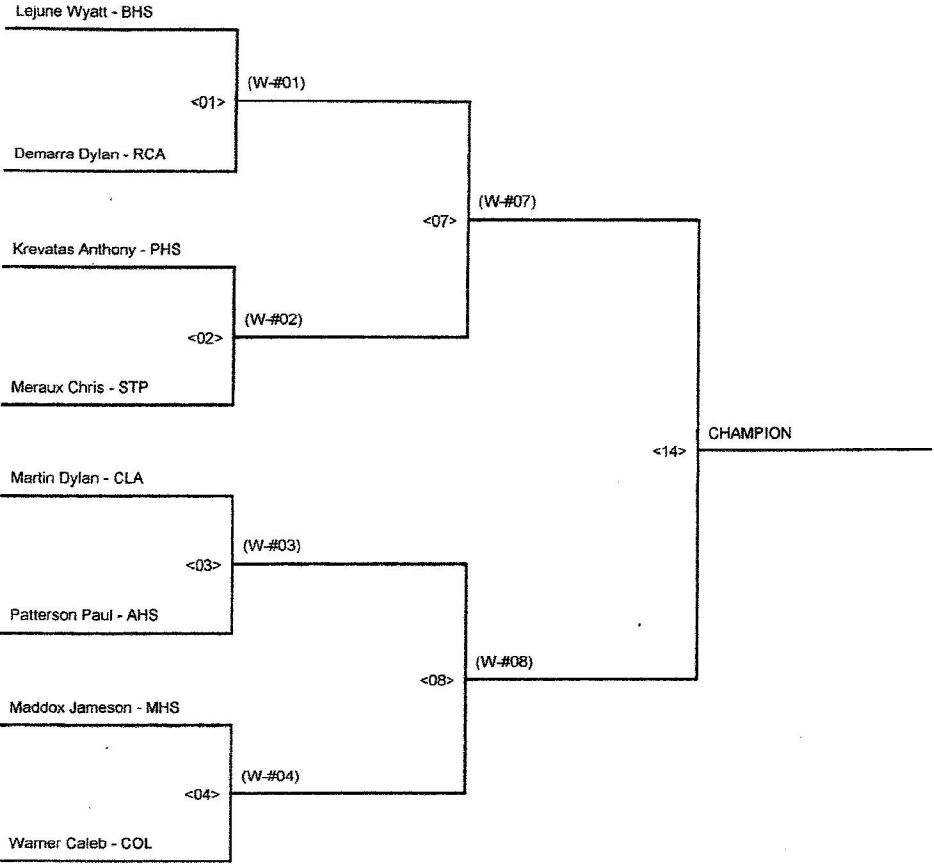 Lejune Wyatt - BHS
(W-#01)
<01>
Demarra Dylan - RCA
(W-#07)
<07>
Krevatas Anthony - PHS
(W-#02)
<02>
Meraux Chris - STP
CHAMPION
<14>
Martin Dylan - CLA
(W-#03)
<03>
Patterson Paul - AHS
(W-#08)
<08>
Maddox Jameson - MHS
(W-#04)
<04>
Warner Caleb - COL